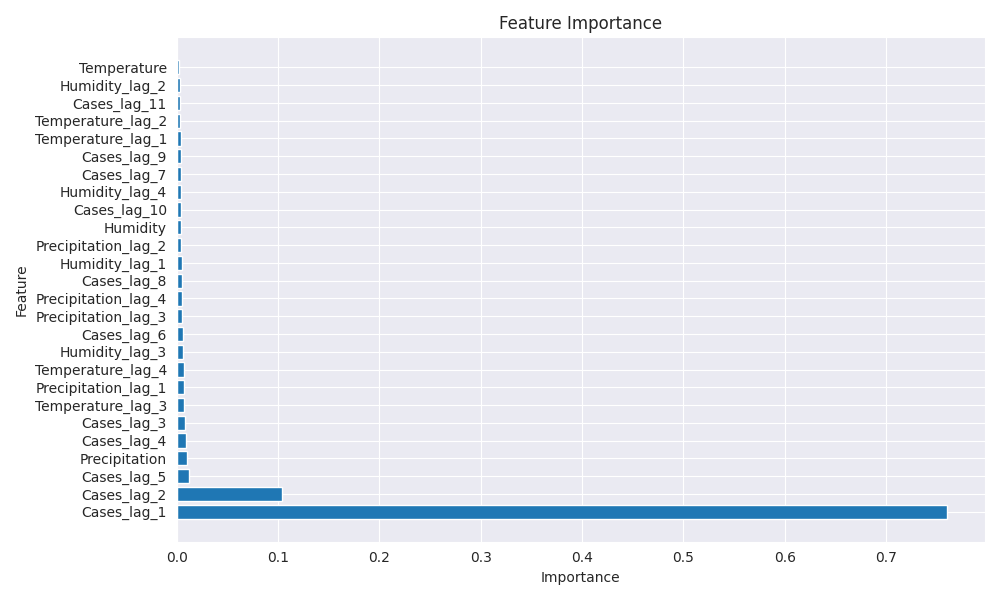 Feature Importance
Feature
Temperature
Humidity_lag_2
Cases_lag_11
Temperature_lag_2
Temperature_lag_1
Cases_lag_9
Cases_lag_7
Humidity_lag_4
Cases_lag_10
Humidity
Precipitation_lag_2
Humidity_lag_1
Cases_lag_8
Precipitation_lag_4
Precipitation_lag_3
Cases_lag_6
Humidity_lag_3
Temperature_lag_4
Precipitation_lag_1
Temperature_lag_3
Cases_lag_3
Cases_lag_4
Precipitation
Cases_lag_5
Cases_lag_2
Cases_lag_1
0.0 0.1 0.2 0.3 0.4 0.5 0.6 0.7
Importance